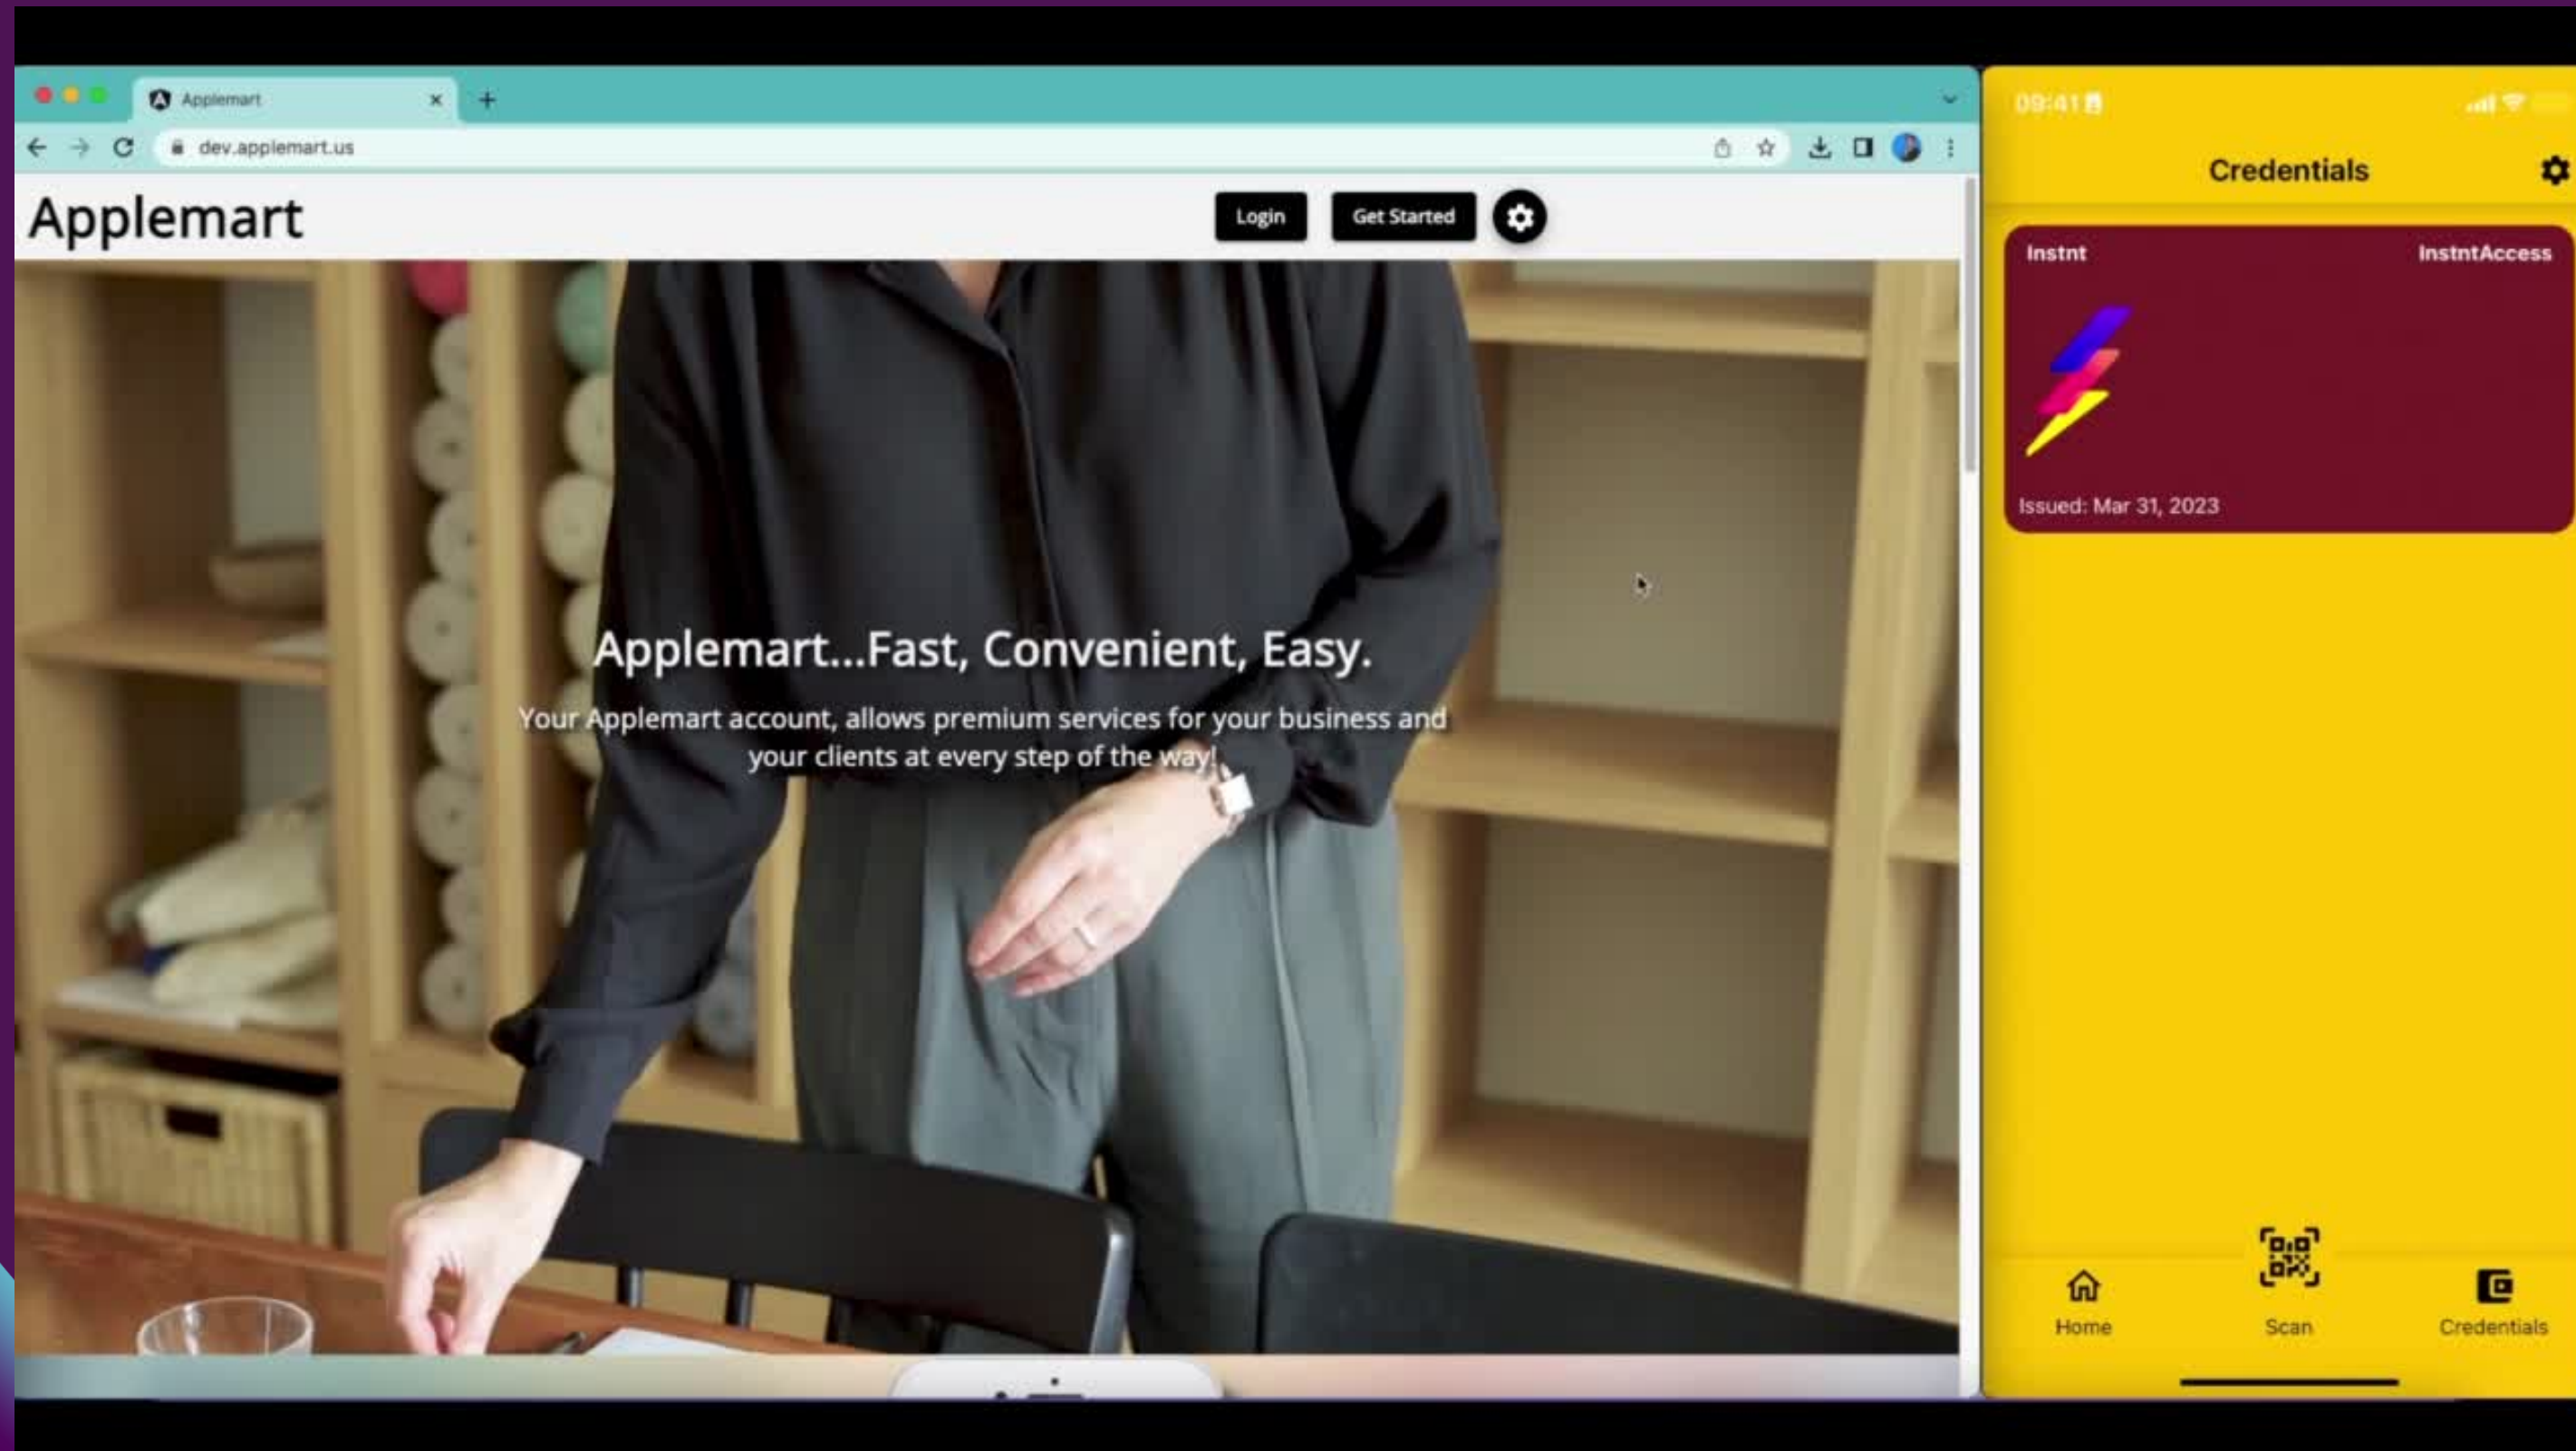 Applemart
dev.applemart.us
Applemart
Login
Get Started
Applemart...Fast, Convenient, Easy.
Your Applemart account, allows premium services for your business and
your clients at every step of the way!
09:41
Credentials
Instnt
InstntAccess
Issued: Mar 31, 2023
Home
Scan
Credentials